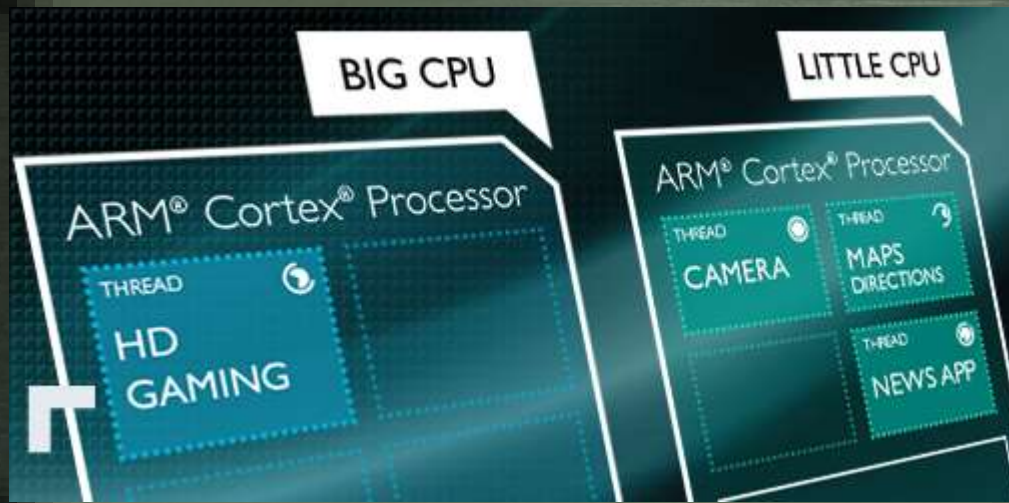 BIG CPU
ARM® Cortex® Processor
THREAD
HD
GAMING
LITTLE CPU
ARM® Cortex® Processor
THREAD
CAMERA
THREAD
MAPS
DIRECTIONS
THREAD
NEWS APP